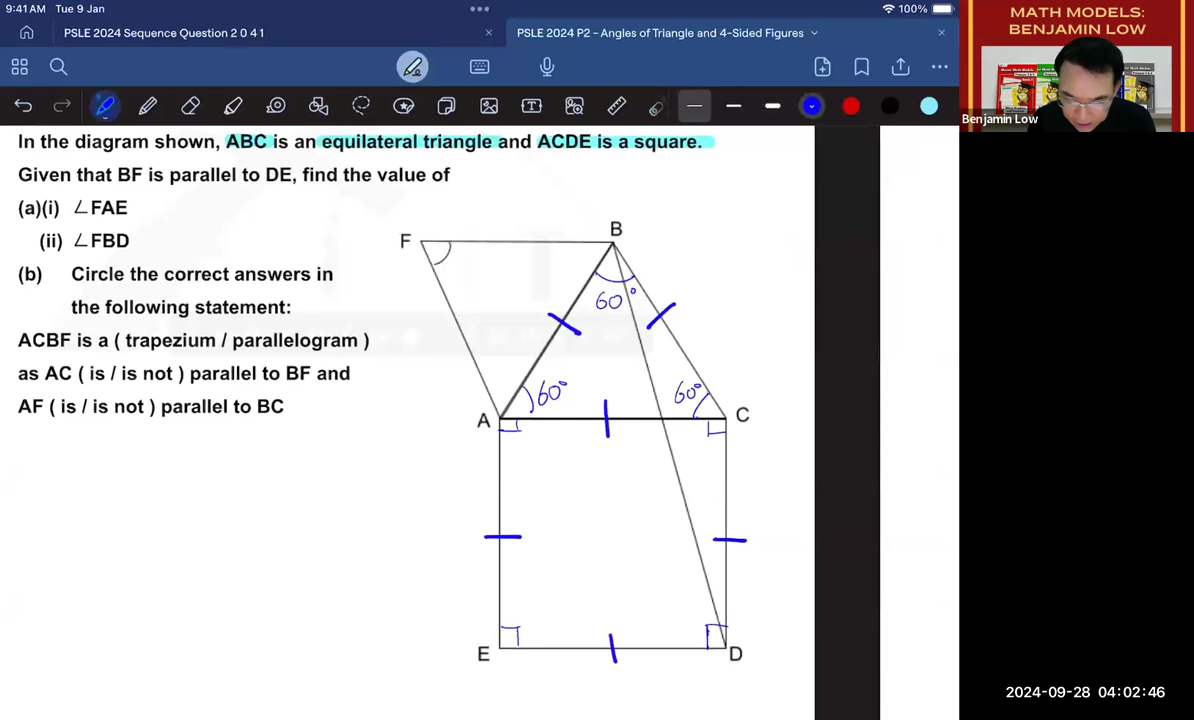 9:41 AM Tue 9 Jan
100%
PSLE 2024 Sequence Question 2 0 4 1
PSLE 2024 P2 - Angles of Triangle and 4-Sided Figures
MATH MODELS:
BENJAMIN LOW
Benjamin Low
In the diagram shown, ABC is an equilateral triangle and ACDE is a square.
Given that BF is parallel to DE, find the value of
(a)(i) ∠FAE
(ii) ∠FBD
(b) Circle the correct answers in
the following statement:
ACBF is a ( trapezium / parallelogram )
as AC ( is / is not ) parallel to BF and
AF ( is / is not ) parallel to BC
B
F
60°
60°
60°
A
C
E
D
2024-09-28 04:02:46